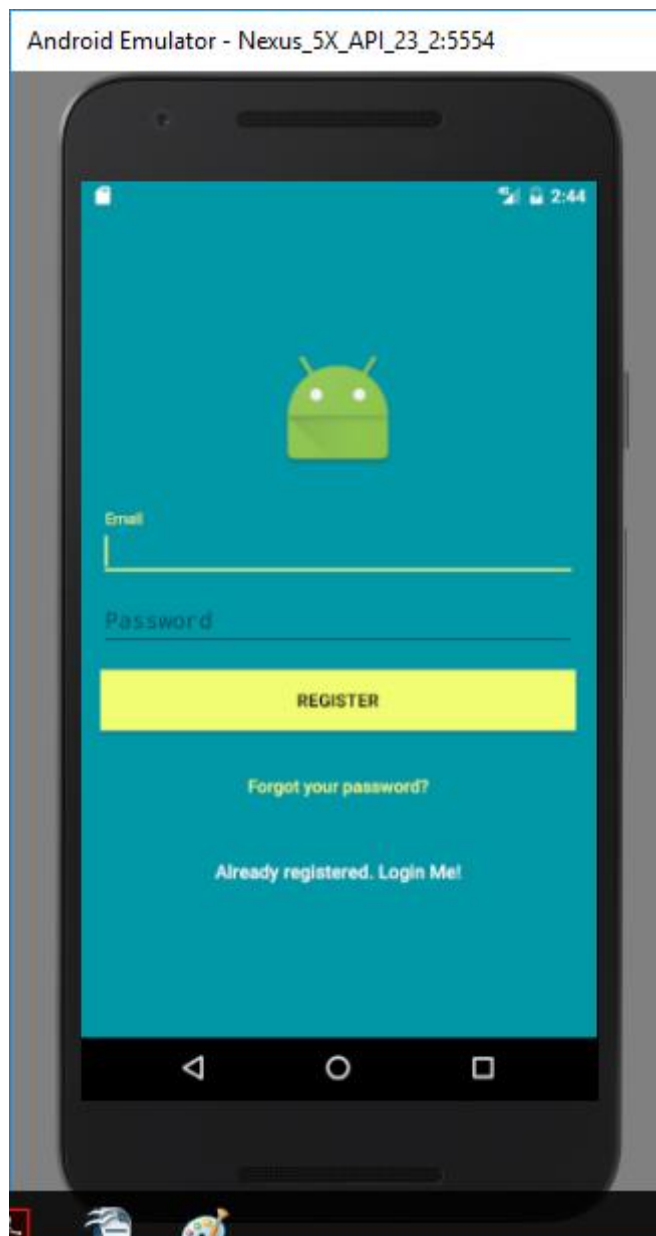 Android Emulator - Nexus_5X_API_23_2:5554
2:44
Email
Password
REGISTER
Forgot your password?
Already registered. Login Me!